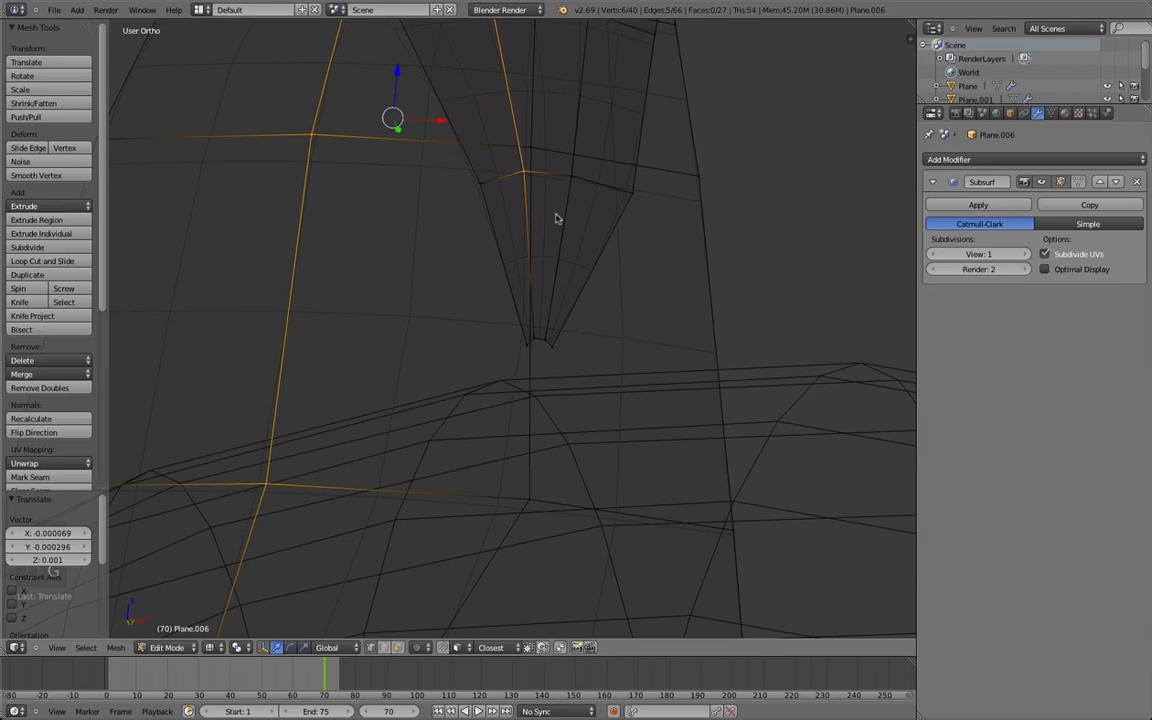 File Add Render Window Help Default Scene Blender Render v2.69 | Verts:6/40 | Edges:5/66 | Faces:0/27 | Tris:54 | Mem:45.20M (30.86M) | Plane.006
Mesh Tools
Transform:
Translate
Rotate
Scale
Shrink/Fatten
Push/Pull
Deform:
Slide Edge Vertex
Noise
Smooth Vertex
Add:
Extrude
Extrude Region
Extrude Individual
Subdivide
Loop Cut and Slide
Duplicate
Spin Screw
Knife Select
Knife Project
Bisect
Remove:
Delete
Merge
Remove Doubles
Normals:
Recalculate
Flip Direction
UV Mapping:
Unwrap
Mark Seam
Translate
Vector
X: -0.000069
Y: -0.000296
Z: 0.001
G
Constraint Axis
X
Last: Translate
Y
Z
Orientation
User Ortho
(70) Plane.006
View Search All Scenes
Scene
RenderLayers
World
Plane
Plane.001
Plane.006
Add Modifier
Subsurf
Apply Copy
Catmull-Clark Simple
Subdivisions: Options:
View: 1 Subdivide UVs
Render: 2 Optimal Display
View Select Mesh Edit Mode Global Closest
-30 -20 -10 0 10 20 30 40 50 60 70 80 90 100 110 120 130 140 150 160 170 180 190 200 210 220 230 240 250
View Marker Frame Playback Start: 1 End: 75 70 No Sync